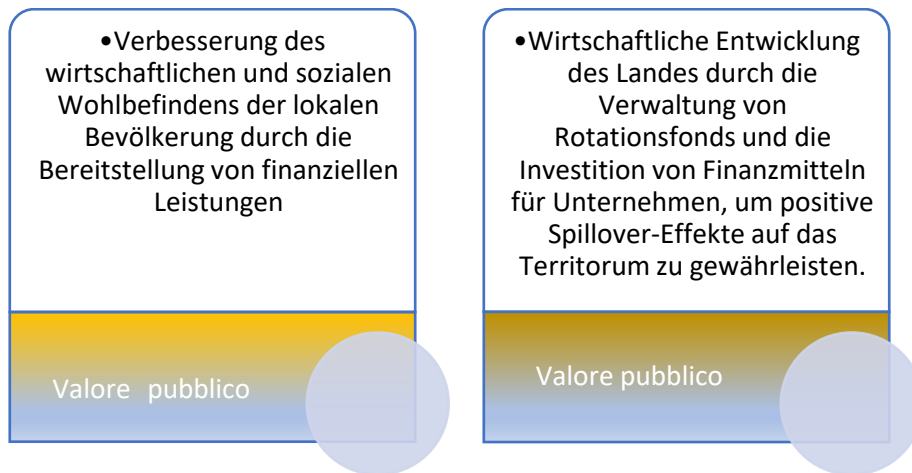 •Verbesserung des
wirtschaftlichen und sozialen
Wohlbefindens der lokalen
Bevölkerung durch die
Bereitstellung von finanziellen
Leistungen
Valore pubblico
•Wirtschaftliche Entwicklung
des Landes durch die
Verwaltung von
Rotationsfonds und die
Investition von Finanzmitteln
für Unternehmen, um positive
Spillover-Effekte auf das
Territorum zu gewährleisten.
Valore pubblico